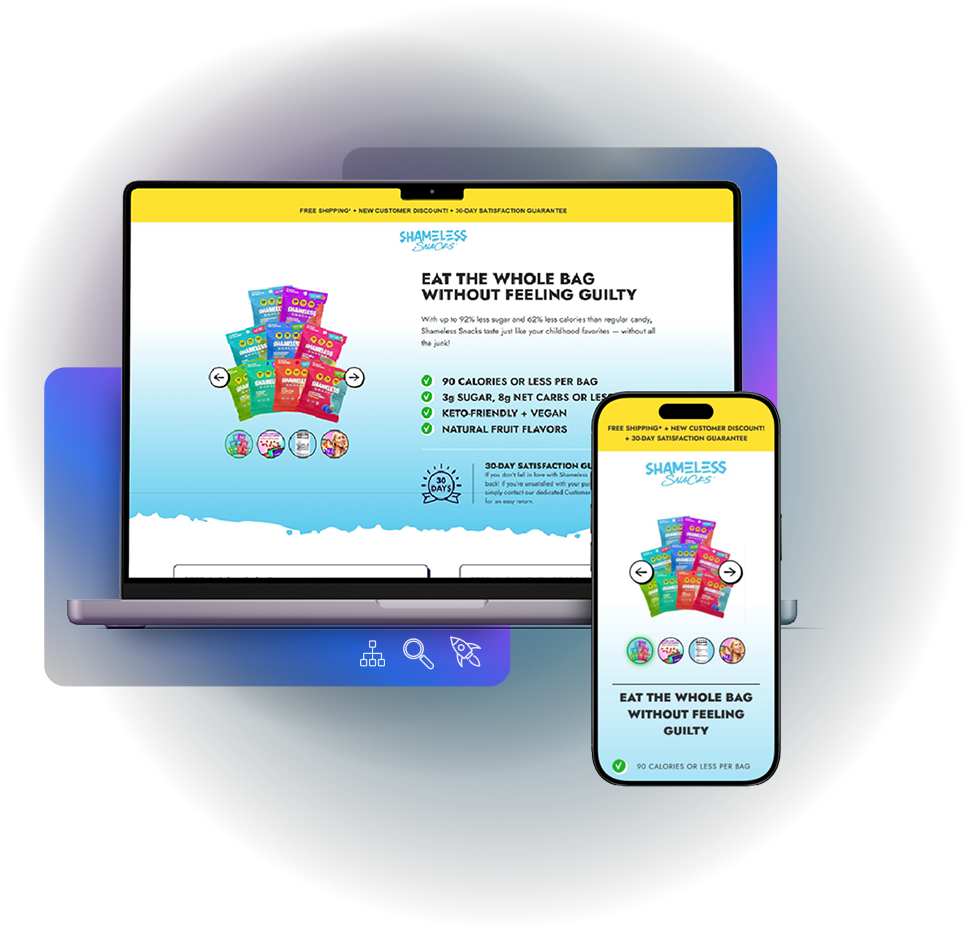 FREE SHIPPING* + NEW CUSTOMER DISCOUNT! + 30-DAY SATISFACTION GUARANTEE
SHAMELESS
SNACKS
EAT THE WHOLE BAG
WITHOUT FEELING GUILTY
With up to 92% less sugar and 62% less calories than regular candy,
Shameless Snacks taste just like your childhood favorites — without all
the junk!
90 CALORIES OR LESS PER BAG
3g SUGAR, 8g NET CARBS OR LESS
KETO-FRIENDLY + VEGAN
NATURAL FRUIT FLAVORS
30
DAYS
30-DAY SATISFACTION GU
If you don't fall in love with Shameless
back! If you're unsatisfied with your pu
simply contact our dedicated Customer
for an easy return.
FREE SHIPPING* + NEW CUSTOMER DISCOUNT!
+ 30-DAY SATISFACTION GUARANTEE
SHAMELESS
SNACKS
EAT THE WHOLE BAG
WITHOUT FEELING
GUILTY
90 CALORIES OR LESS PER BAG